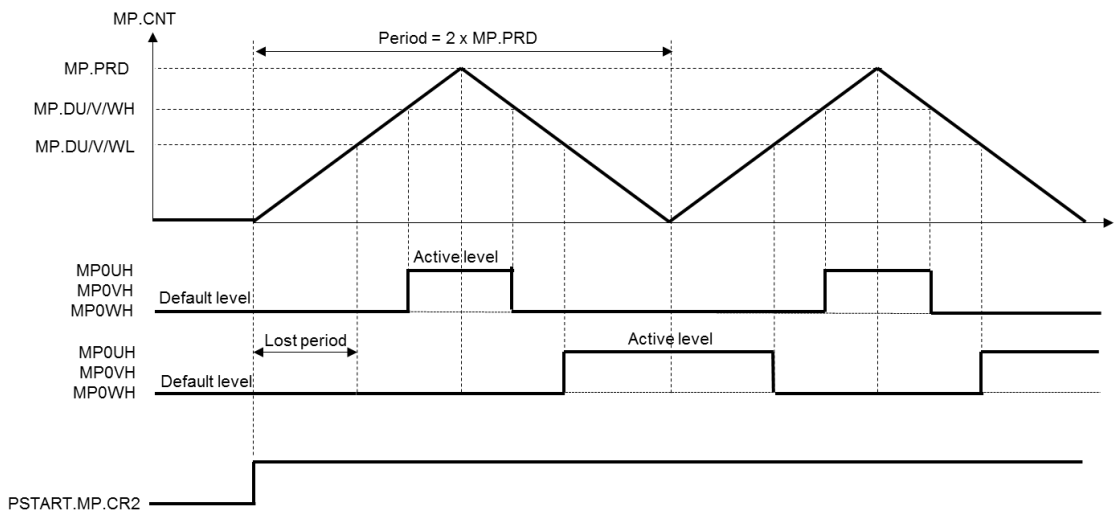 MP.CNT
Period = 2 x MP.PRD
MP.PRD
MP.DU/V/WH
MP.DU/V/WL
Active level
MP0UH
MP0VH
MP0WH
Default level
Lost period
Active level
MP0UH
MP0VH
MP0WH
Default level
PSTART.MP.CR2